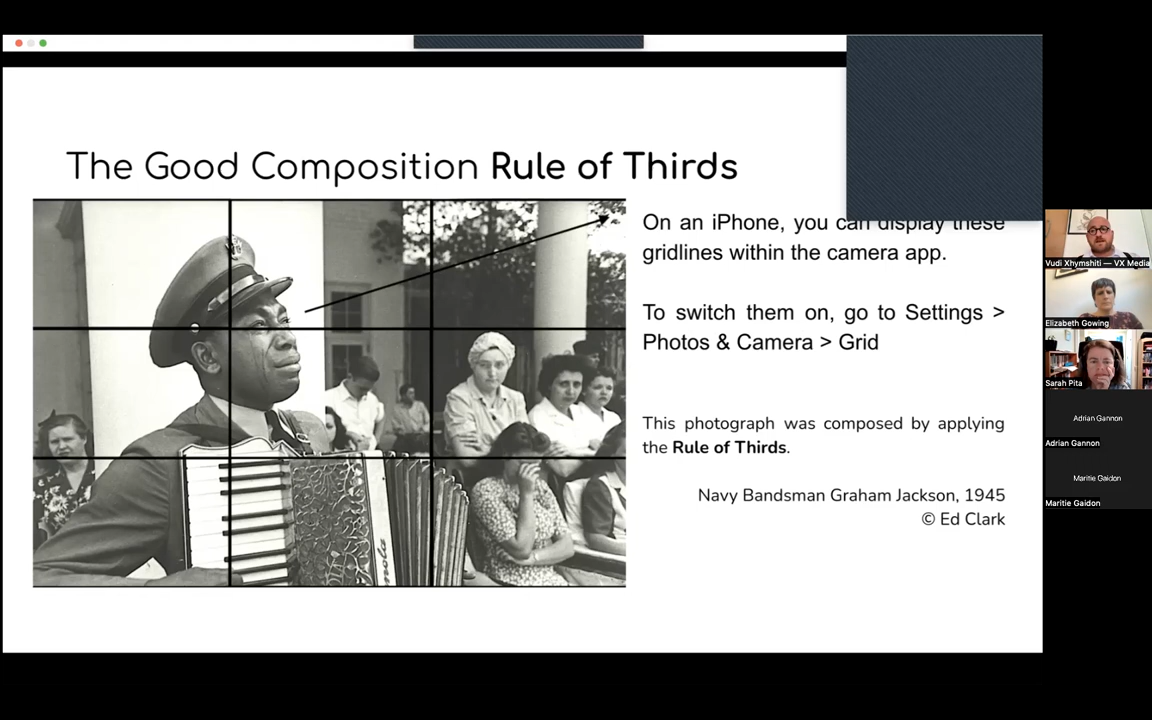 The Good Composition Rule of Thirds
On an iPhone, you can display these
gridlines within the camera app.
To switch them on, go to Settings >
Photos & Camera > Grid
This photograph was composed by applying
the Rule of Thirds.
Navy Bandsman Graham Jackson, 1945
© Ed Clark
nola
Vudi Xhymshiti — VX Media
Elizabeth Gowing
Sarah Pita
Adrian Gannon
Adrian Gannon
Maritie Gaidon
Maritie Gaidon